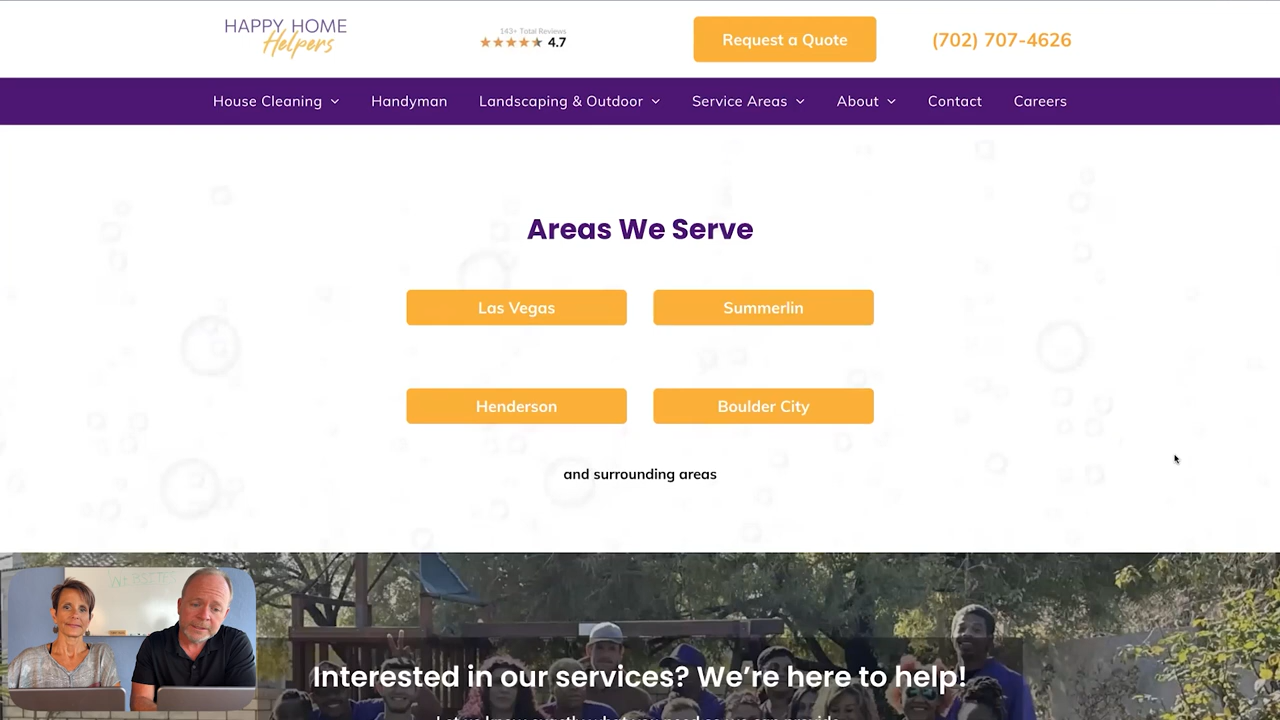 HAPPY HOME
Helpers
143+ Total Reviews
4.7
Request a Quote
(702) 707-4626
House Cleaning
Handyman
Landscaping & Outdoor
Service Areas
About
Contact
Careers
Areas We Serve
Las Vegas
Summerlin
Henderson
Boulder City
and surrounding areas
WEBSITE
Interested in our services? We're here to help!